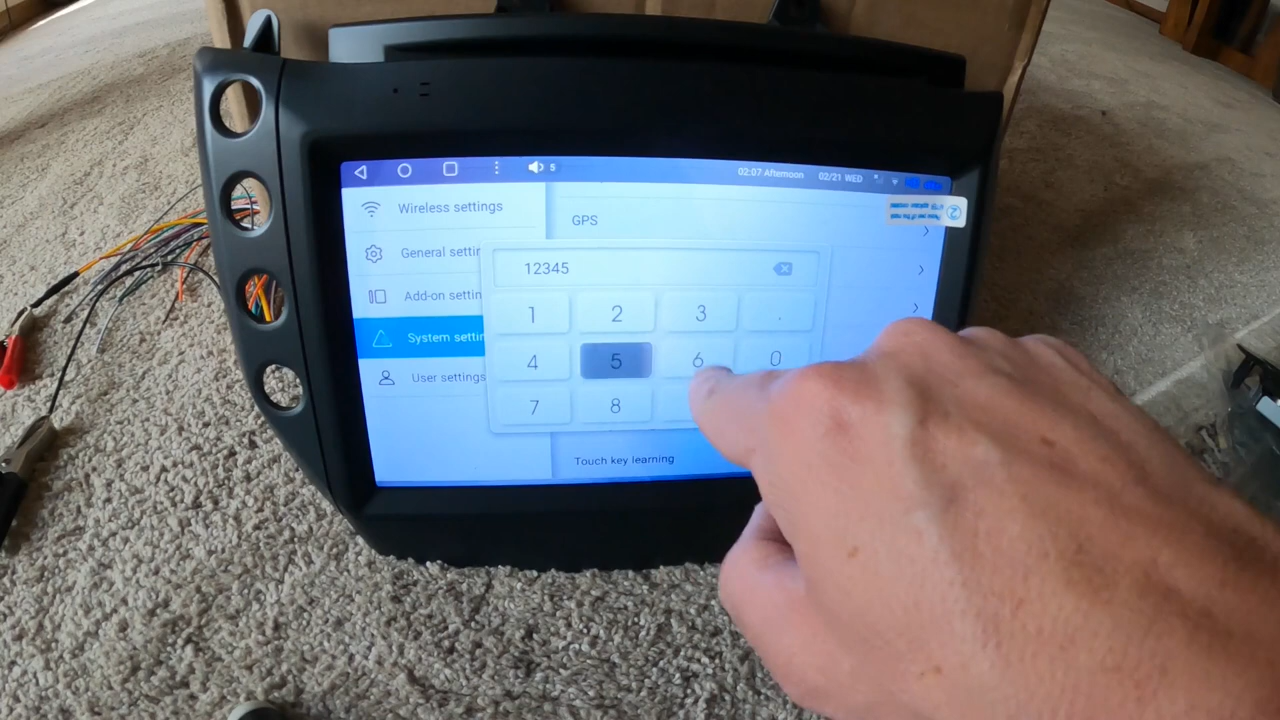 5
02:07 Afternoon
02/21 WED
Wireless settings
GPS
②
General settin
12345
Add-on settin
1 2 3 .
System settin
4 5 6 0
User settings
7 8
Touch key learning